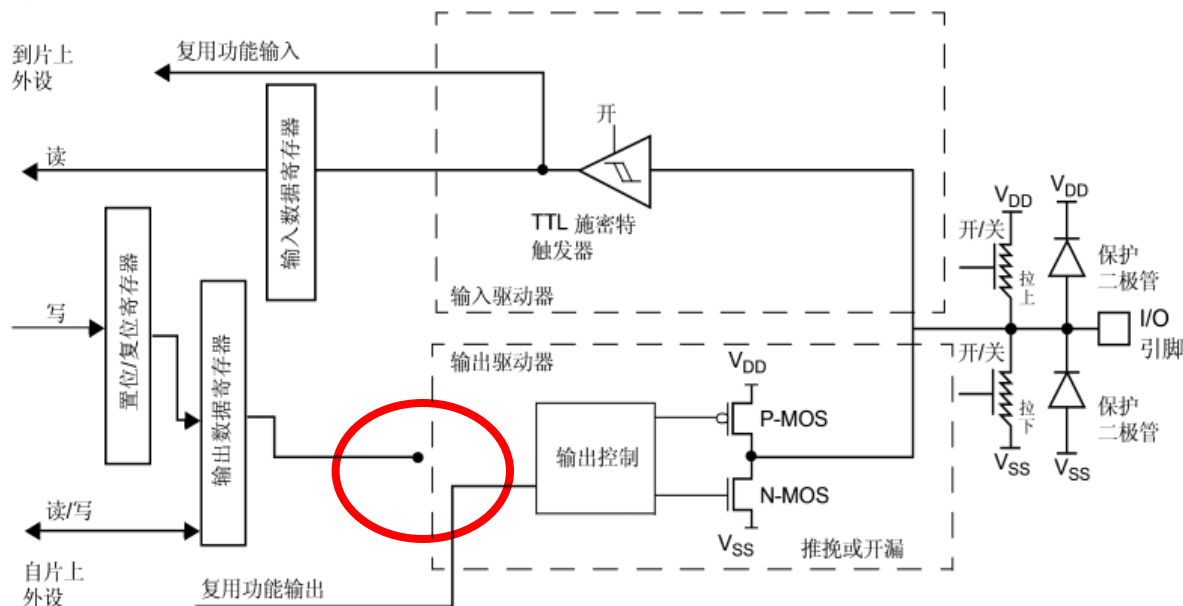 到片上
外设
复用功能输入
开
读
输入数据寄存器
TTL 施密特
触发器
输入驱动器
VDD
VDD
开/关
拉上
保护
二极管
I/O
引脚
写
置位/复位寄存器
输出数据寄存器
输出驱动器
VDD
P-MOS
输出控制
N-MOS
VSS
推挽或开漏
开/关
拉下
保护
二极管
VSS
VSS
读/写
自片上
外设
复用功能输出